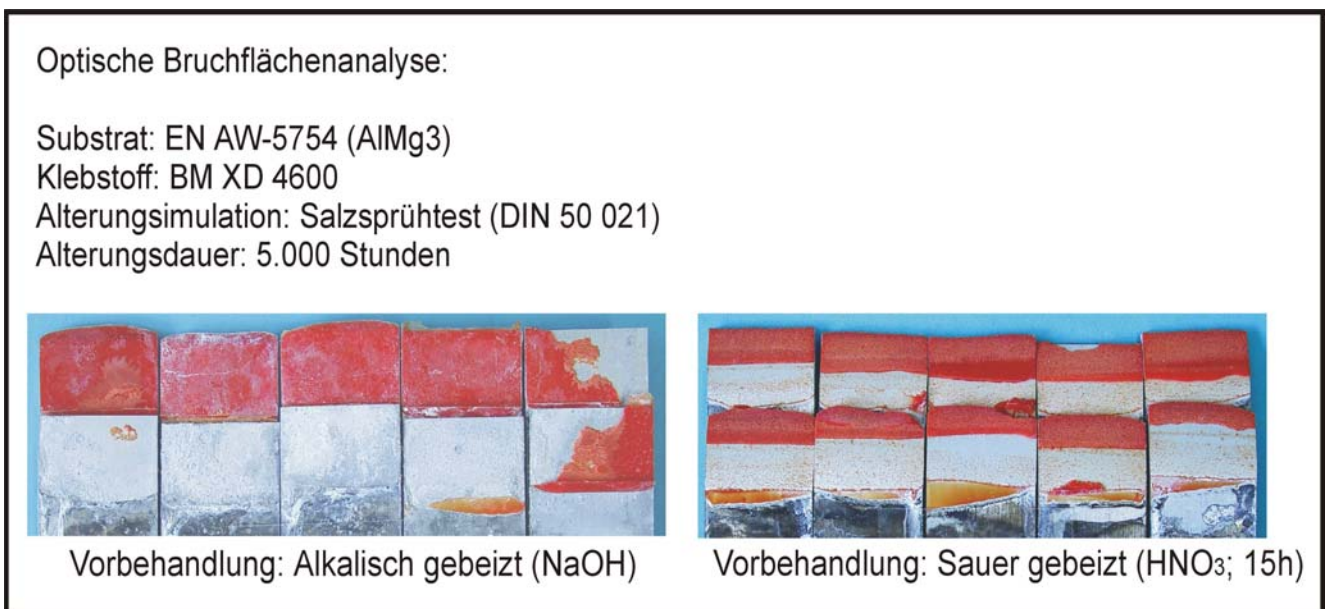 Optische Bruchflächenanalyse:
Substrat: EN AW-5754 (AlMg3)
Klebstoff: BM XD 4600
Alterungsimulation: Salzsprühtest (DIN 50 021)
Alterungsdauer: 5.000 Stunden
Vorbehandlung: Alkalisch gebeizt (NaOH)
Vorbehandlung: Sauer gebeizt (HNO3; 15h)